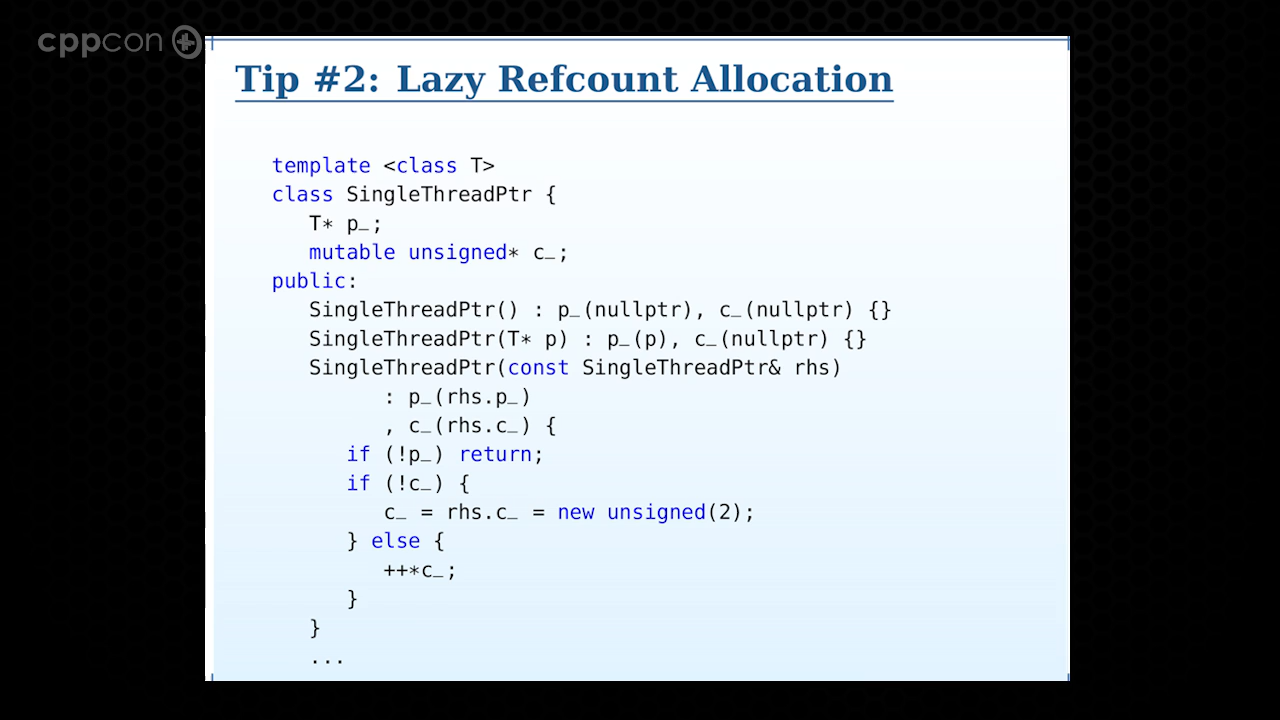 cppcon
Tip #2: Lazy Refcount Allocation
template <class T>
class SingleThreadPtr {
   T* p_;
   mutable unsigned* c_;
public:
   SingleThreadPtr() : p_(nullptr), c_(nullptr) {}
   SingleThreadPtr(T* p) : p_(p), c_(nullptr) {}
   SingleThreadPtr(const SingleThreadPtr& rhs)
         : p_(rhs.p_)
         , c_(rhs.c_) {
      if (!p_) return;
      if (!c_) {
         c_ = rhs.c_ = new unsigned(2);
      } else {
         ++*c_;
      }
   }
   ...